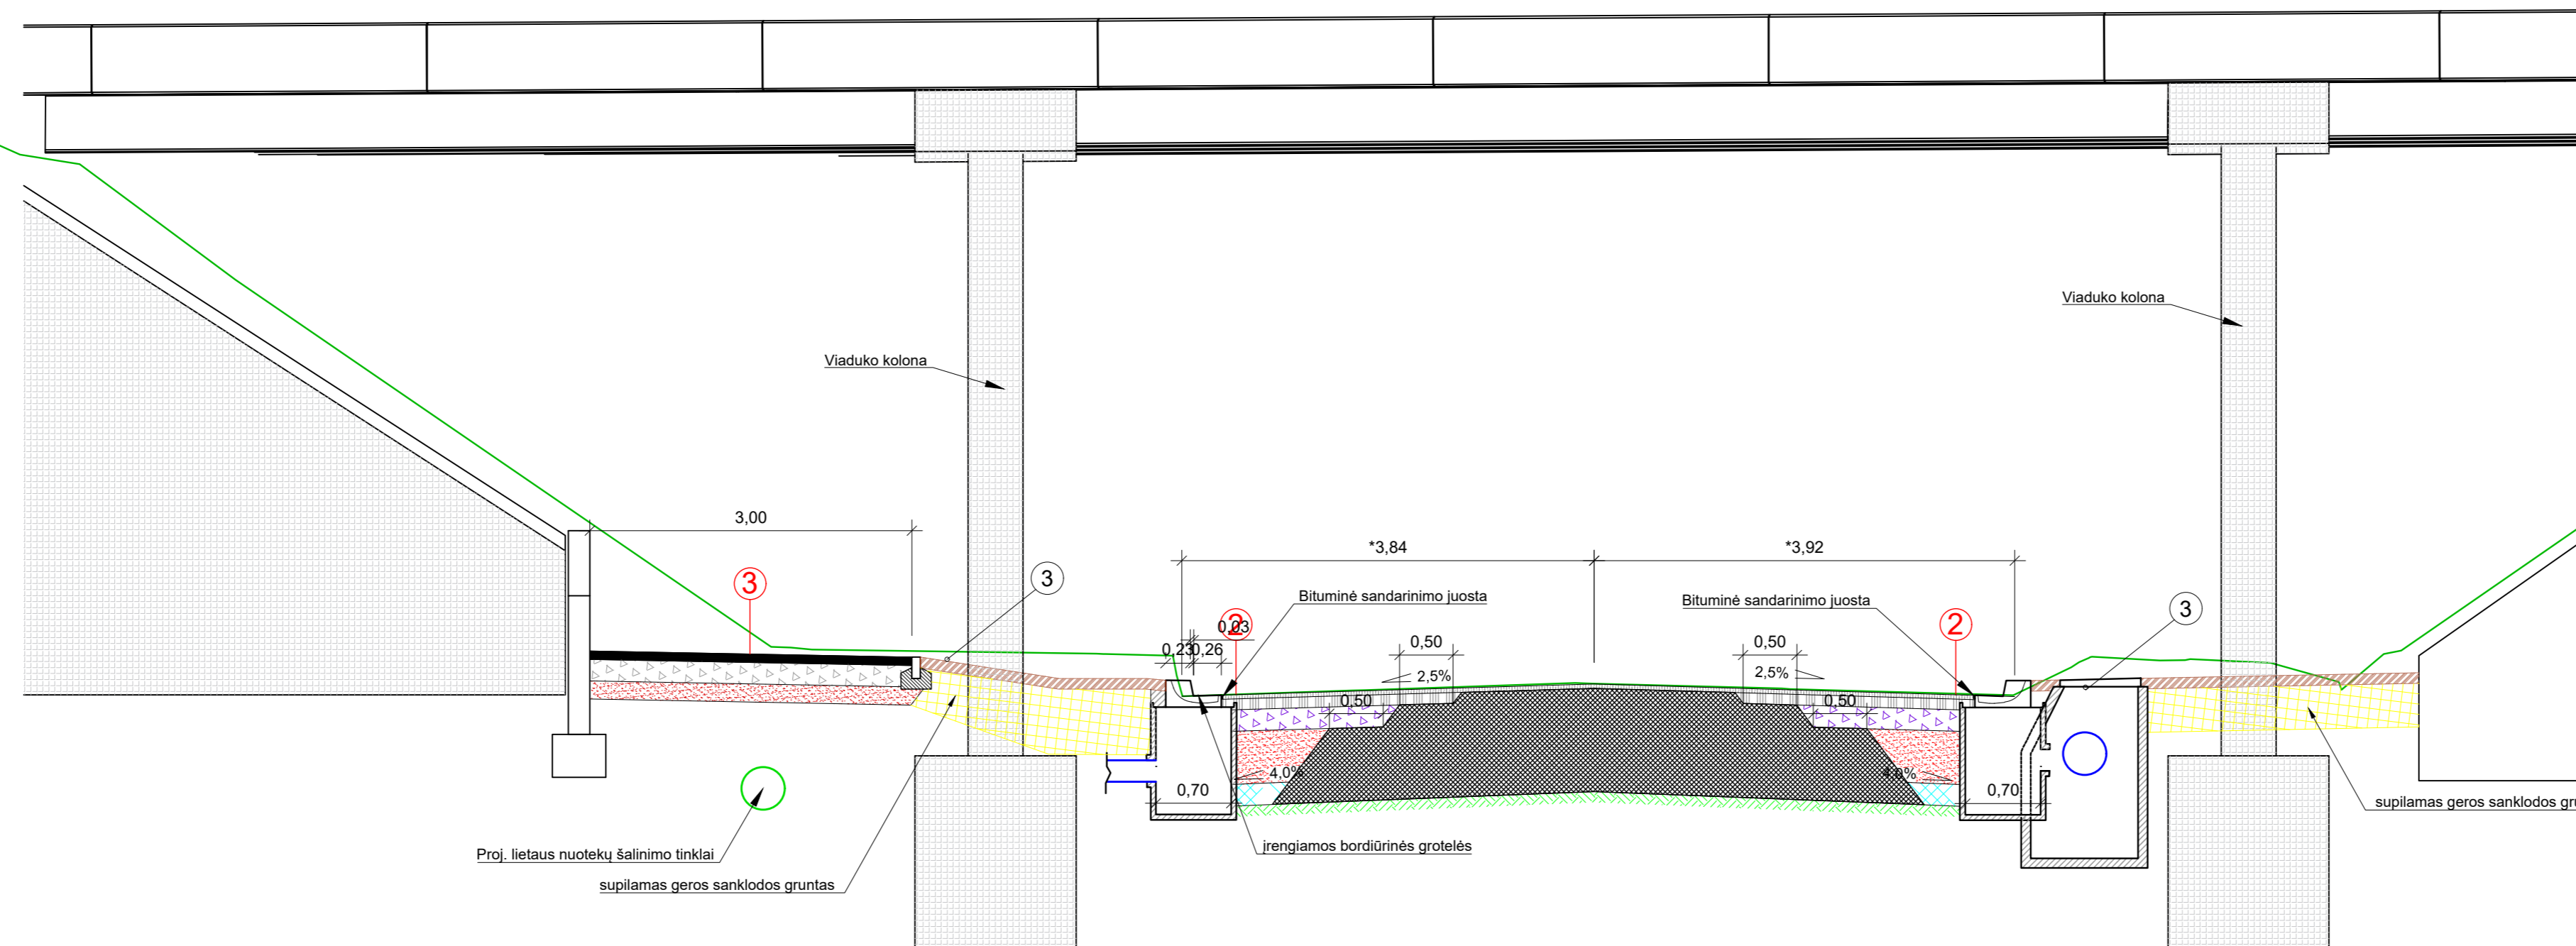 Viaduko kolona
Viaduko kolona
3,00
*3,84
*3,92
3
3
Bituminė sandarinimo juosta
Bituminė sandarinimo juosta
3
2
2
0,03
0,23
0,26
0,50
0,50
2,5%
2,5%
0,50
0,50
4,0%
4,0%
0,70
0,70
supilamas geros sanklodos gr
įrengiamos bordiūrinės grotelės
Proj. lietaus nuotekų šalinimo tinklai
supilamas geros sanklodos gruntas